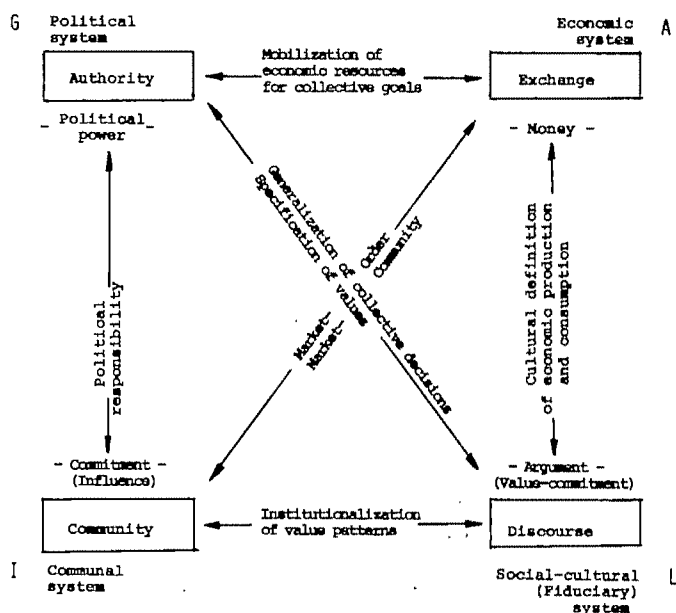 G
Political
system
Economic
system
A
Authority
Mobilization of
economic resources
for collective goals
Exchange
- Political -
power
- Money -
Generalization of collective decisions
Specification of values
Order
Community
Market-
Market-
Political
responsibility
Cultural definition
of economic production
and consumption
- Commitment -
(Influence)
- Argument -
(Value-commitment)
Community
Institutionalization
of value patterns
Discourse
I
Communal
system
Social-cultural
(Fiduciary)
system
L